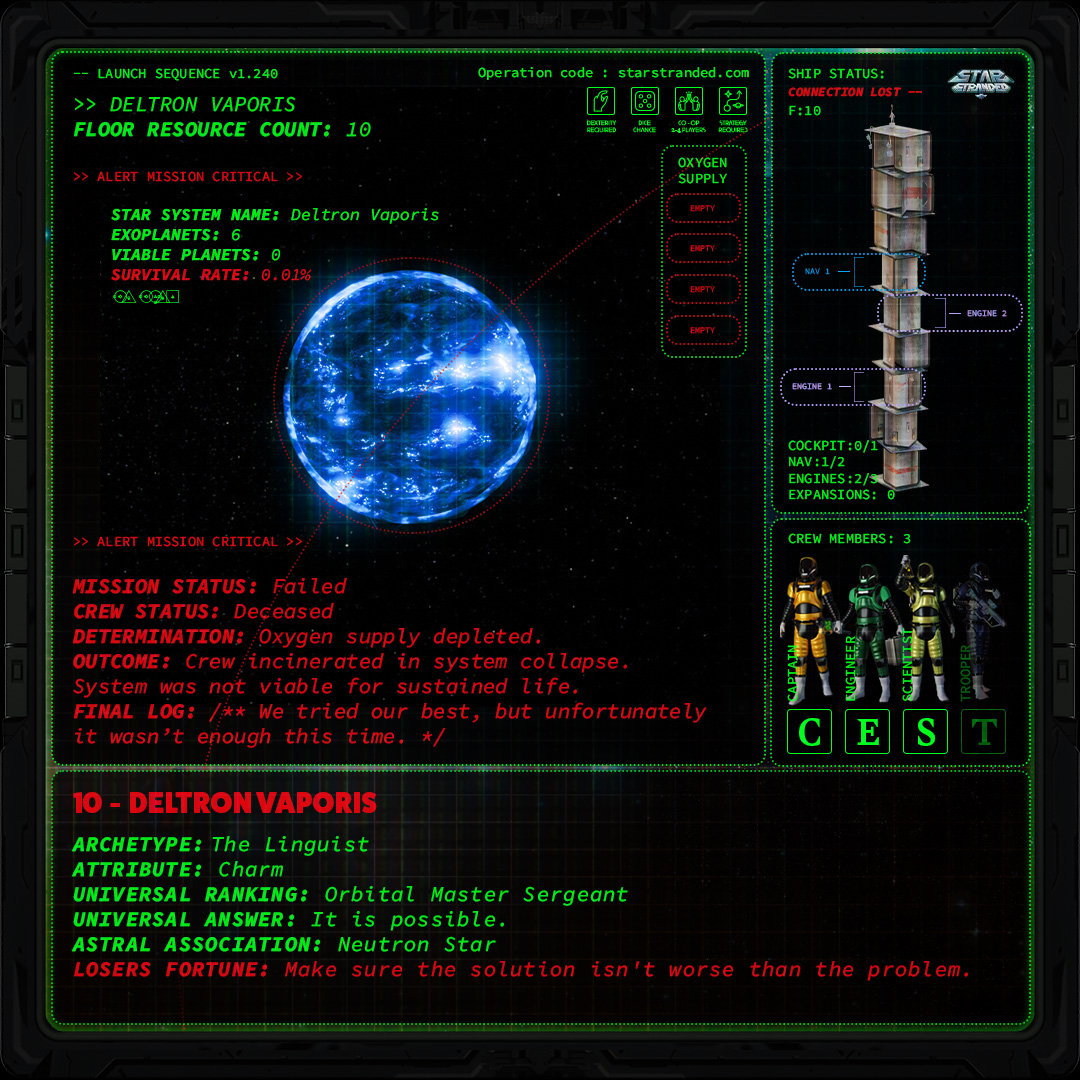 -- LAUNCH SEQUENCE v1.240
Operation code : starstranded.com
>> DELTRON VAPORIS
FLOOR RESOURCE COUNT: 10
DEXTERITY REQUIRED
DICE CHANCE
CO-OP 2-4 PLAYERS
STRATEGY REQUIRED
>> ALERT MISSION CRITICAL >>
STAR SYSTEM NAME: Deltron Vaporis
EXOPLANETS: 6
VIABLE PLANETS: 0
SURVIVAL RATE: 0.01%
OXYGEN
SUPPLY
EMPTY
EMPTY
EMPTY
EMPTY
>> ALERT MISSION CRITICAL >>
MISSION STATUS: Failed
CREW STATUS: Deceased
DETERMINATION: Oxygen supply depleted.
OUTCOME: Crew incinerated in system collapse.
System was not viable for sustained life.
FINAL LOG: /** We tried our best, but unfortunately
it wasn’t enough this time. */
SHIP STATUS:
CONNECTION LOST --
F:10
STAR
STRANDED
NAV 1
ENGINE 2
ENGINE 1
COCKPIT:0/1
NAV:1/2
ENGINES:2/3
EXPANSIONS: 0
CREW MEMBERS: 3
CAPTAIN
ENGINEER
SCIENTIST
TROOPER
C E S T
10 - DELTRON VAPORIS
ARCHETYPE: The Linguist
ATTRIBUTE: Charm
UNIVERSAL RANKING: Orbital Master Sergeant
UNIVERSAL ANSWER: It is possible.
ASTRAL ASSOCIATION: Neutron Star
LOSERS FORTUNE: Make sure the solution isn't worse than the problem.